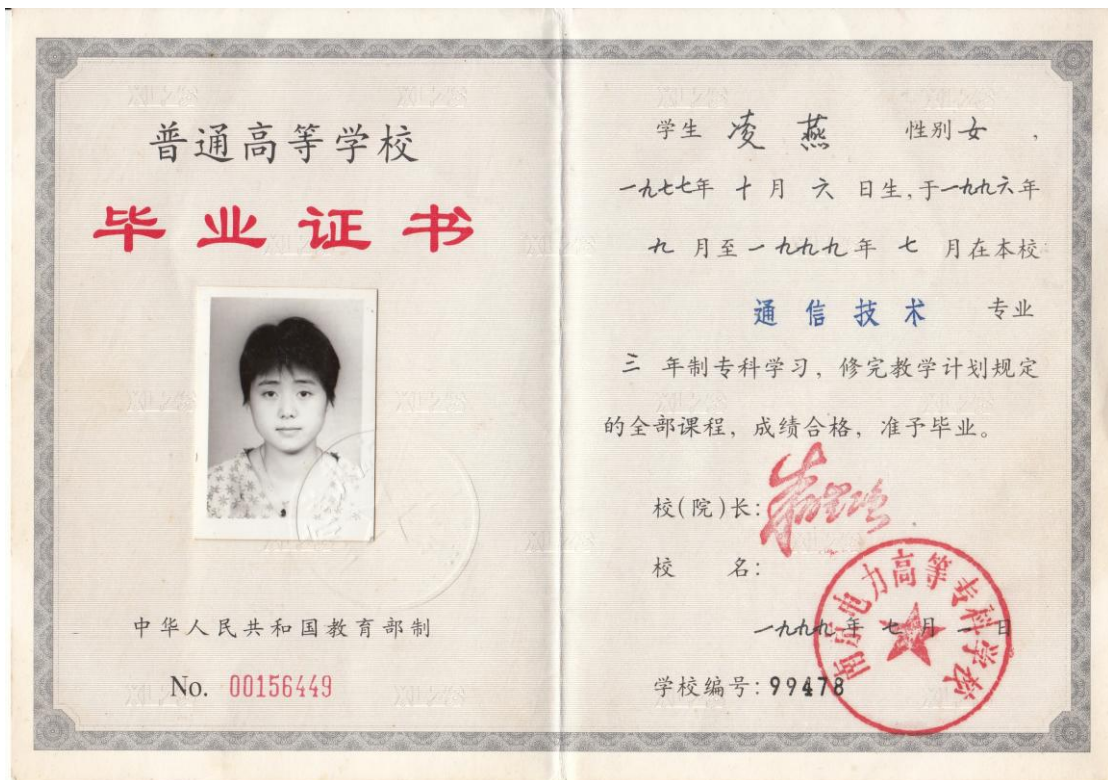 普通高等学校
毕业证书
中华人民共和国教育部制
No. 00156449
学生 凌燕 性别女,
一九七七年 十月 六 日生,于一九九六年
九 月至一九九九年 七 月在本校
通信技术 专业
三 年制专科学习,修完教学计划规定
的全部课程,成绩合格,准予毕业。
校(院)长:
校 名:
南京电力高等专科学校
一九九九年 七月 二日
学校编号:99478